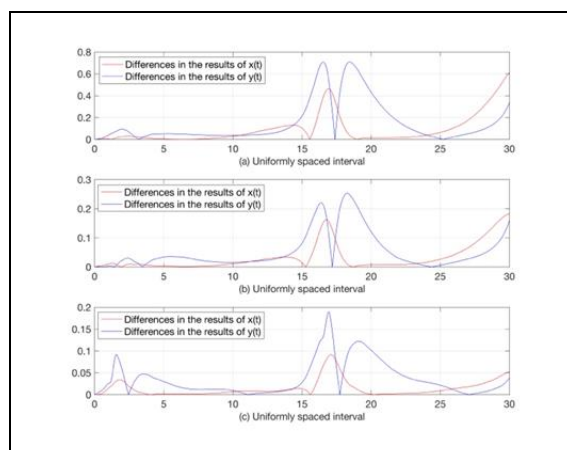 0.8
Differences in the results of x(t)
0.6
Differences in the results of y(t)
0.4
0.2
0
0 5 10 15 20 25 30
(a) Uniformly spaced interval
0.3
Differences in the results of x(t)
Differences in the results of y(t)
0.2
0.1
0
0 5 10 15 20 25 30
(b) Uniformly spaced interval
0.2
Differences in the results of x(t)
0.15
Differences in the results of y(t)
0.1
0.05
0
0 5 10 15 20 25 30
(c) Uniformly spaced interval